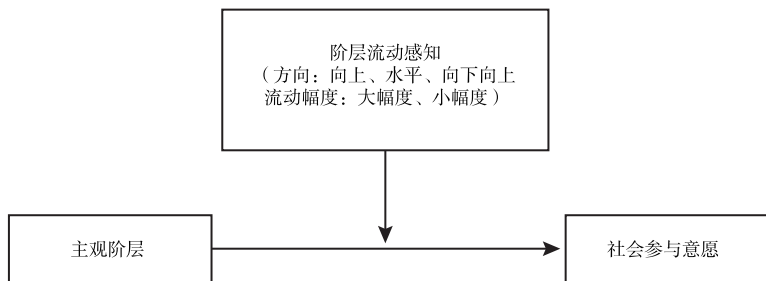 阶层流动感知
（方向：向上、水平、向下向上
流动幅度：大幅度、小幅度）
主观阶层
社会参与意愿